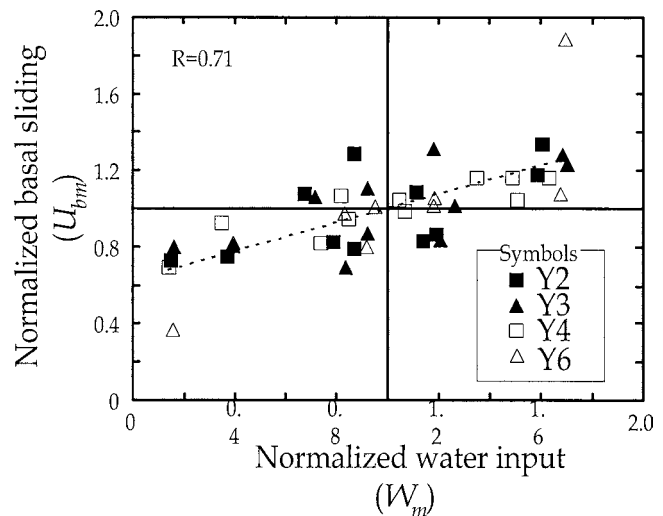 2.0
1.6
1.2
0.8
0.4
0
R=0.71
Normalized basal sliding
(U_bm)
Symbols
Y2
Y3
Y4
Y6
0
0.
4
0.
8
1.
2
1.
6
2.0
Normalized water input
(W_m)